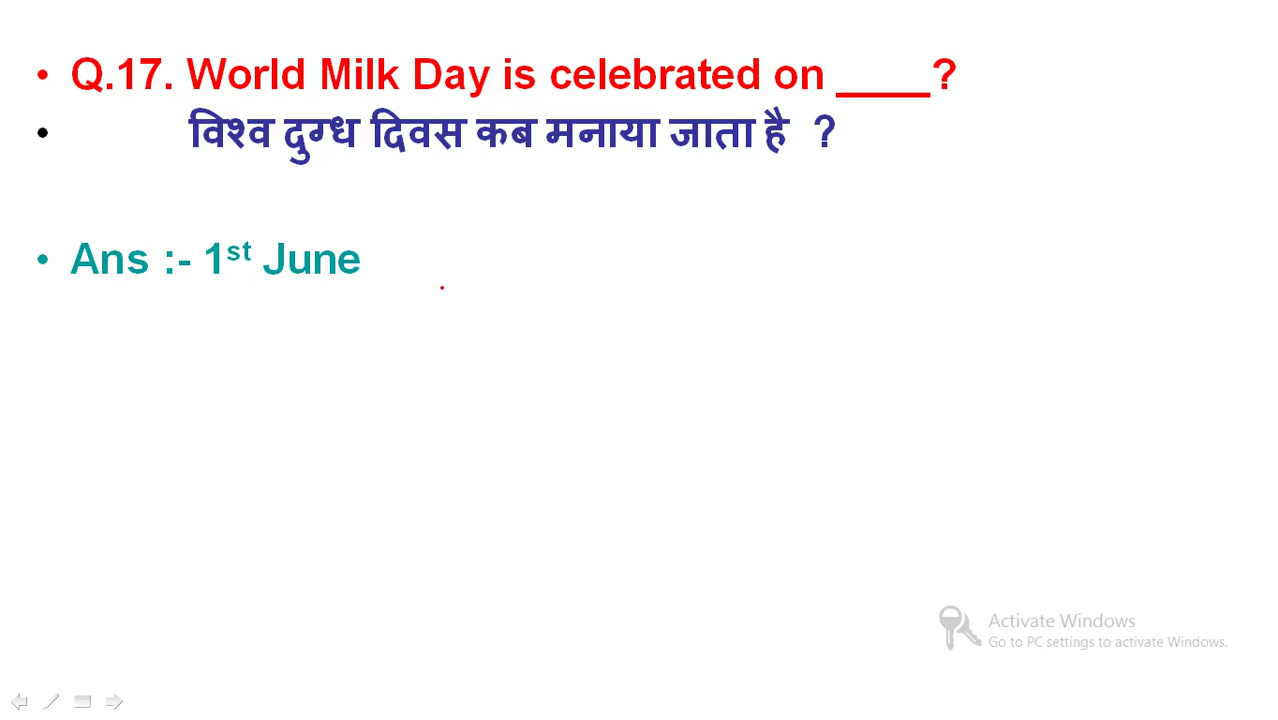 • Q.17. World Milk Day is celebrated on ____?
• विश्व दुग्ध दिवस कब मनाया जाता है ?
• Ans :- 1st June
Activate Windows
Go to PC settings to activate Windows.